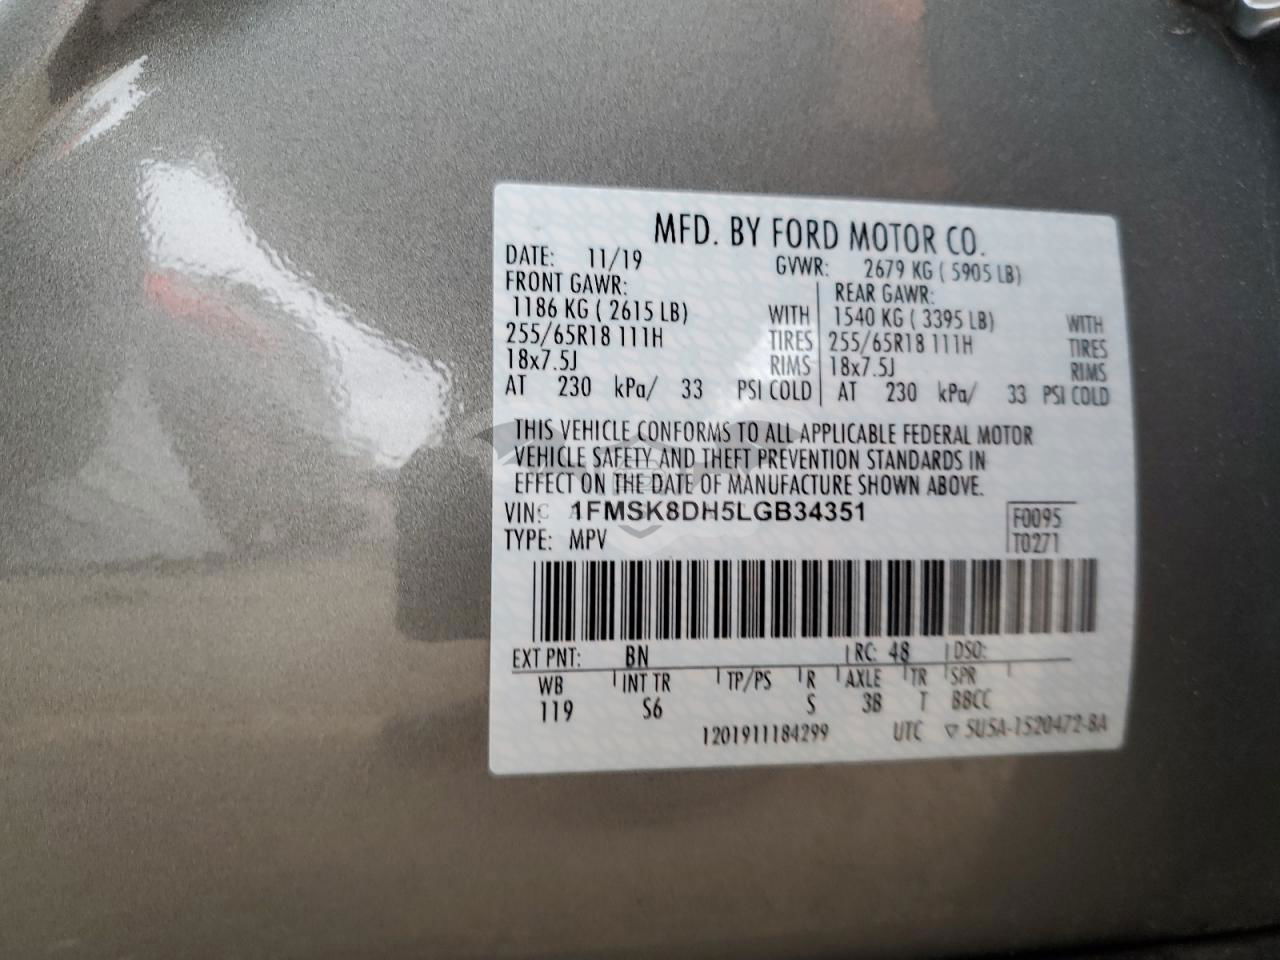 MFD. BY FORD MOTOR CO.
DATE: 11/19 GVWR: 2679 KG ( 5905 LB)
FRONT GAWR: REAR GAWR:
1186 KG ( 2615 LB) WITH 1540 KG ( 3395 LB) WITH
255/65R18 111H TIRES 255/65R18 111H TIRES
18x7.5J RIMS 18x7.5J RIMS
AT 230 kPa/ 33 PSI COLD AT 230 kPa/ 33 PSI COLD
THIS VEHICLE CONFORMS TO ALL APPLICABLE FEDERAL MOTOR
VEHICLE SAFETY AND THEFT PREVENTION STANDARDS IN
EFFECT ON THE DATE OF MANUFACTURE SHOWN ABOVE.
VIN: 1FMSK8DH5LGB34351 F0095
TYPE: MPV T0271
EXT PNT: BN RC: 48 DSO:
WB INT TR TP/PS R AXLE TR SPR
119 S6 S 38 T BBCC
1201911184299 UTC ▽ 5U5A-1520472-BA